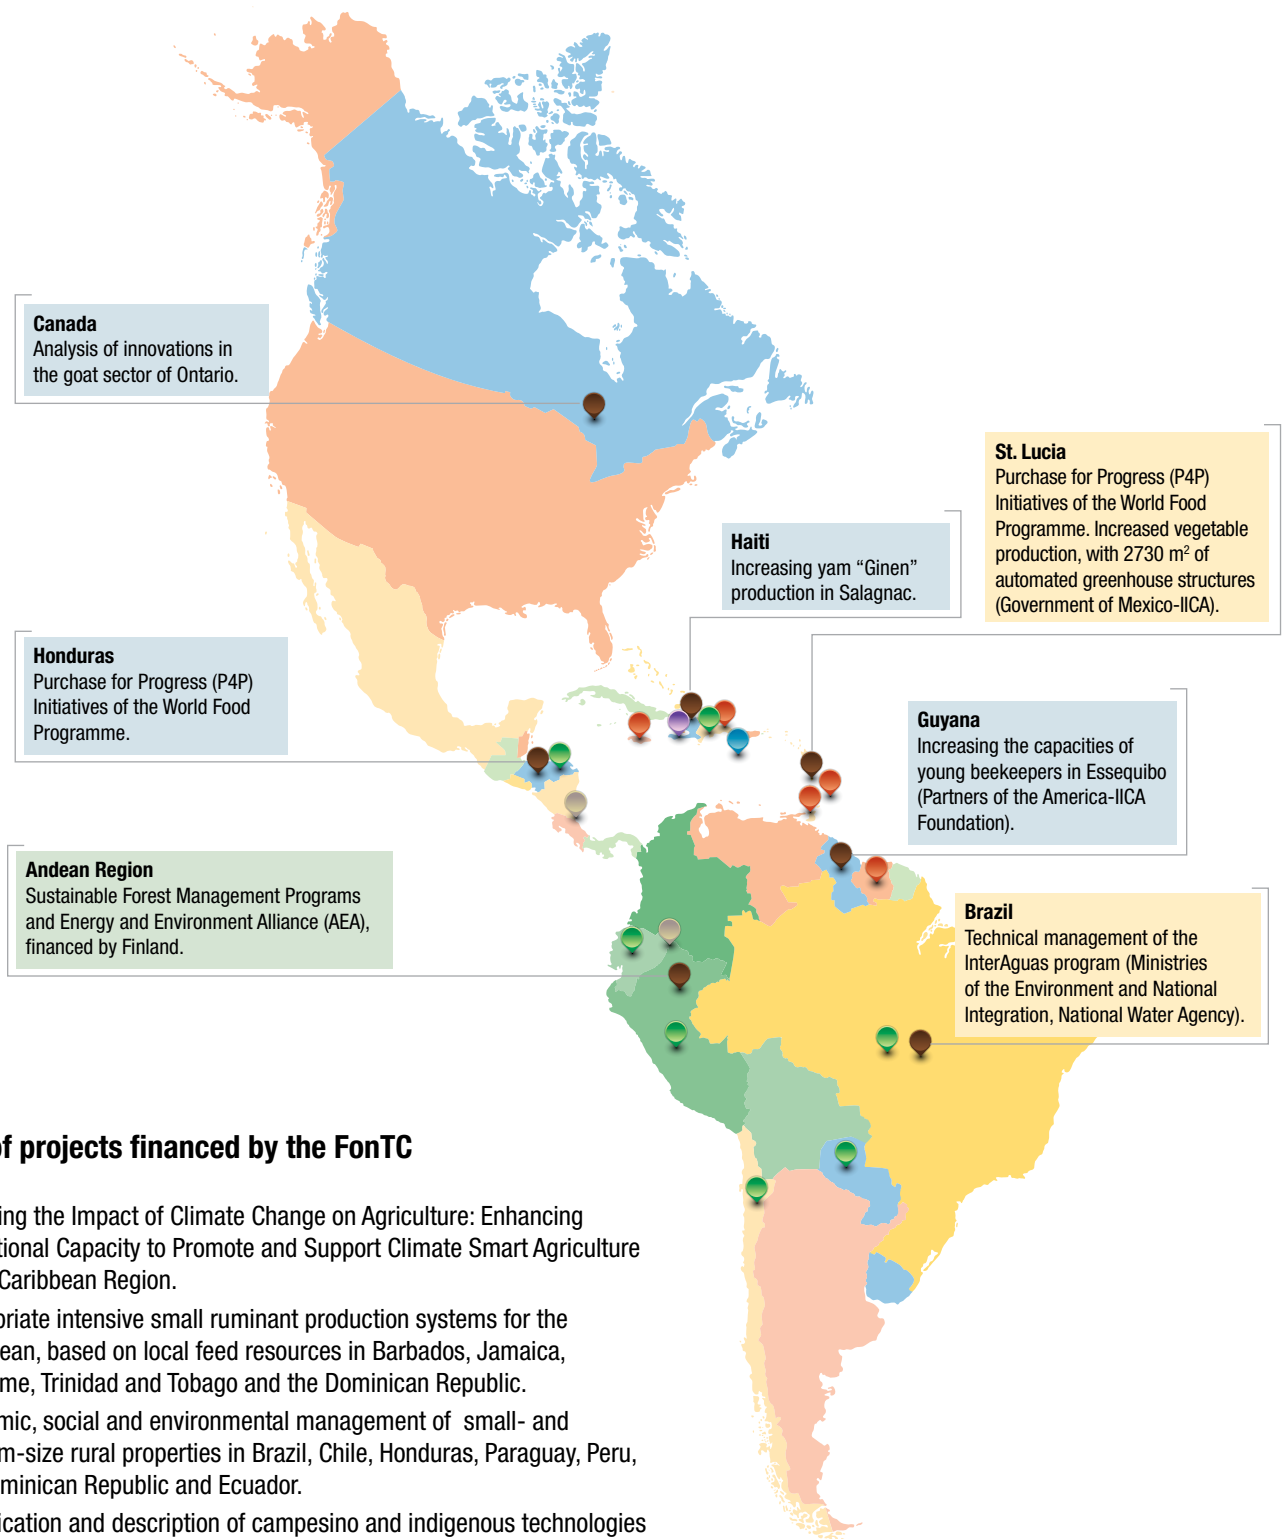 Canada
Analysis of innovations in
the goat sector of Ontario.
St. Lucia
Purchase for Progress (P4P)
Initiatives of the World Food
Programme. Increased vegetable
production, with 2730 m² of
automated greenhouse structures
(Government of Mexico-IICA).
Haiti
Increasing yam “Ginen”
production in Salagnac.
Honduras
Purchase for Progress (P4P)
Initiatives of the World Food
Programme.
Guyana
Increasing the capacities of
young beekeepers in Essequibo
(Partners of the America-IICA
Foundation).
Andean Region
Sustainable Forest Management Programs
and Energy and Environment Alliance (AEA),
financed by Finland.
Brazil
Technical management of the
InterAguas program (Ministries
of the Environment and National
Integration, National Water Agency).
of projects financed by the FonTC
ing the Impact of Climate Change on Agriculture: Enhancing
tional Capacity to Promote and Support Climate Smart Agriculture
Caribbean Region.
priate intensive small ruminant production systems for the
ean, based on local feed resources in Barbados, Jamaica,
me, Trinidad and Tobago and the Dominican Republic.
mic, social and environmental management of small- and
m-size rural properties in Brazil, Chile, Honduras, Paraguay, Peru,
minican Republic and Ecuador.
ication and description of campesino and indigenous technologies